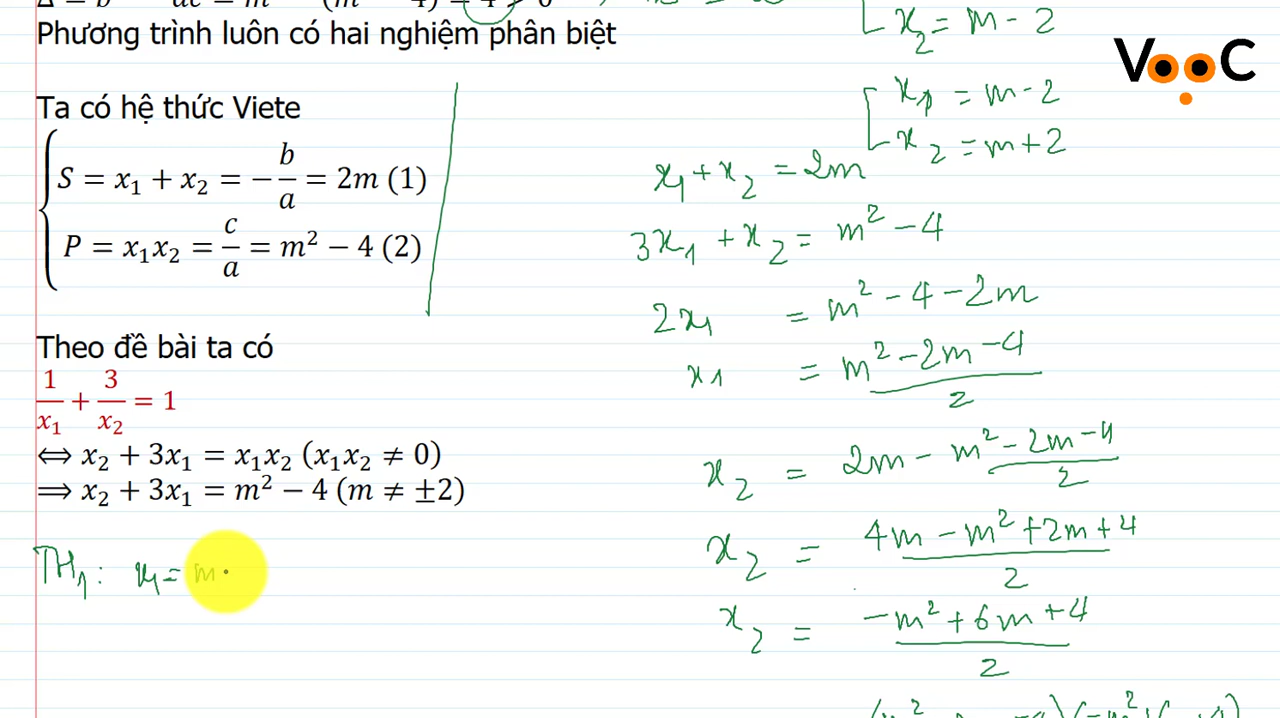 Phương trình luôn có hai nghiệm phân biệt
Ta có hệ thức Viete
S = x₁ + x₂ = −b/a = 2m (1)
P = x₁x₂ = c/a = m² − 4 (2)
Theo đề bài ta có
1/x₁ + 3/x₂ = 1
⇔ x₂ + 3x₁ = x₁x₂ (x₁x₂ ≠ 0)
⟹ x₂ + 3x₁ = m² − 4 (m ≠ ±2)
TH₁: x₁ = m
x₂ = m − 2
VooC
x₁ = m − 2
x₂ = m + 2
x₁ + x₂ = 2m
3x₁ + x₂ = m² − 4
2x₁ = m² − 4 − 2m
x₁ = (m² − 2m − 4)/2
x₂ = 2m − (m² − 2m − 4)/2
x₂ = (4m − m² + 2m + 4)/2
x₂ = (−m² + 6m + 4)/2